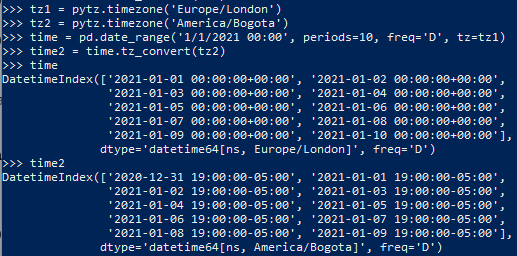 >>> tz1 = pytz.timezone('Europe/London')
>>> tz2 = pytz.timezone('America/Bogota')
>>> time = pd.date_range('1/1/2021 00:00', periods=10, freq='D', tz=tz1)
>>> time2 = time.tz_convert(tz2)
>>> time
DatetimeIndex(['2021-01-01 00:00:00+00:00', '2021-01-02 00:00:00+00:00',
'2021-01-03 00:00:00+00:00', '2021-01-04 00:00:00+00:00',
'2021-01-05 00:00:00+00:00', '2021-01-06 00:00:00+00:00',
'2021-01-07 00:00:00+00:00', '2021-01-08 00:00:00+00:00',
'2021-01-09 00:00:00+00:00', '2021-01-10 00:00:00+00:00'],
dtype='datetime64[ns, Europe/London]', freq='D')
>>> time2
DatetimeIndex(['2020-12-31 19:00:00-05:00', '2021-01-01 19:00:00-05:00',
'2021-01-02 19:00:00-05:00', '2021-01-03 19:00:00-05:00',
'2021-01-04 19:00:00-05:00', '2021-01-05 19:00:00-05:00',
'2021-01-06 19:00:00-05:00', '2021-01-07 19:00:00-05:00',
'2021-01-08 19:00:00-05:00', '2021-01-09 19:00:00-05:00'],
dtype='datetime64[ns, America/Bogota]', freq='D')